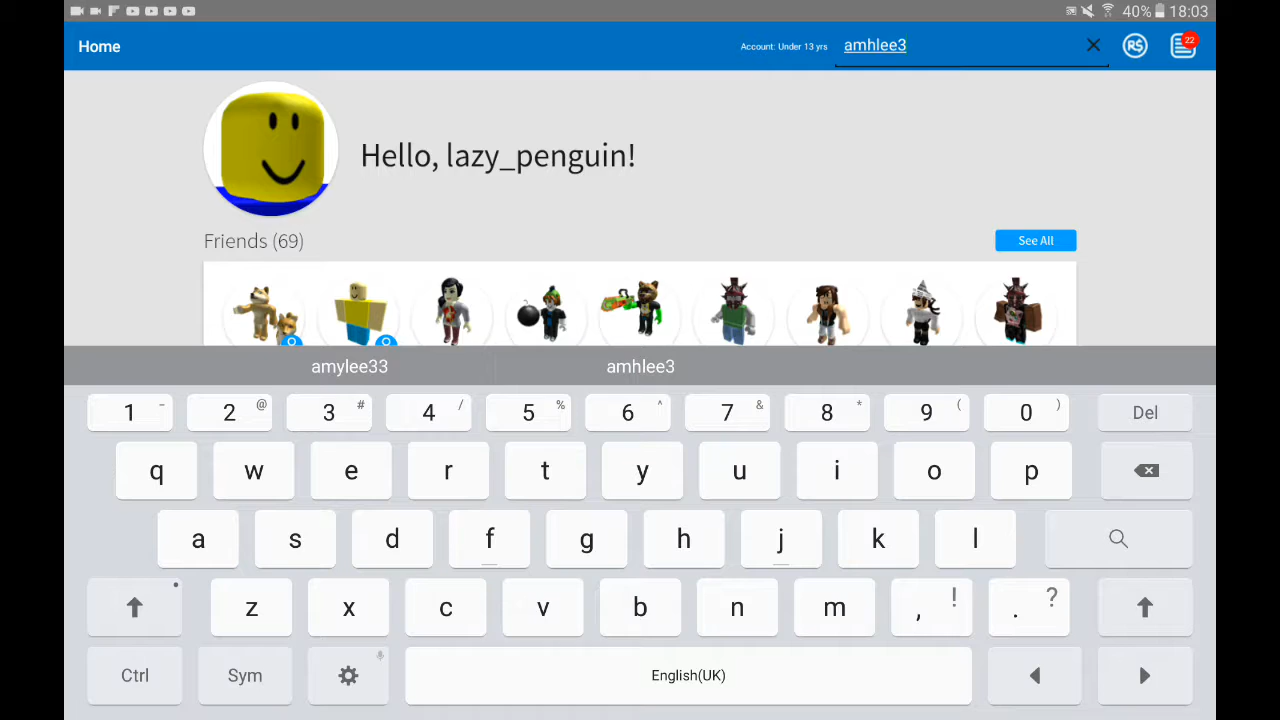 40% 18:03
Home Account: Under 13 yrs amhlee3 R$ 22
Hello, lazy_penguin!
Friends (69) See All
amylee33 amhlee3
1 - 2 @ 3 # 4 / 5 % 6 ^ 7 & 8 * 9 ( 0 ) Del
q w e r t y u i o p
a s d f g h j k l
z x c v b n m , ! . ?
Ctrl Sym English(UK)